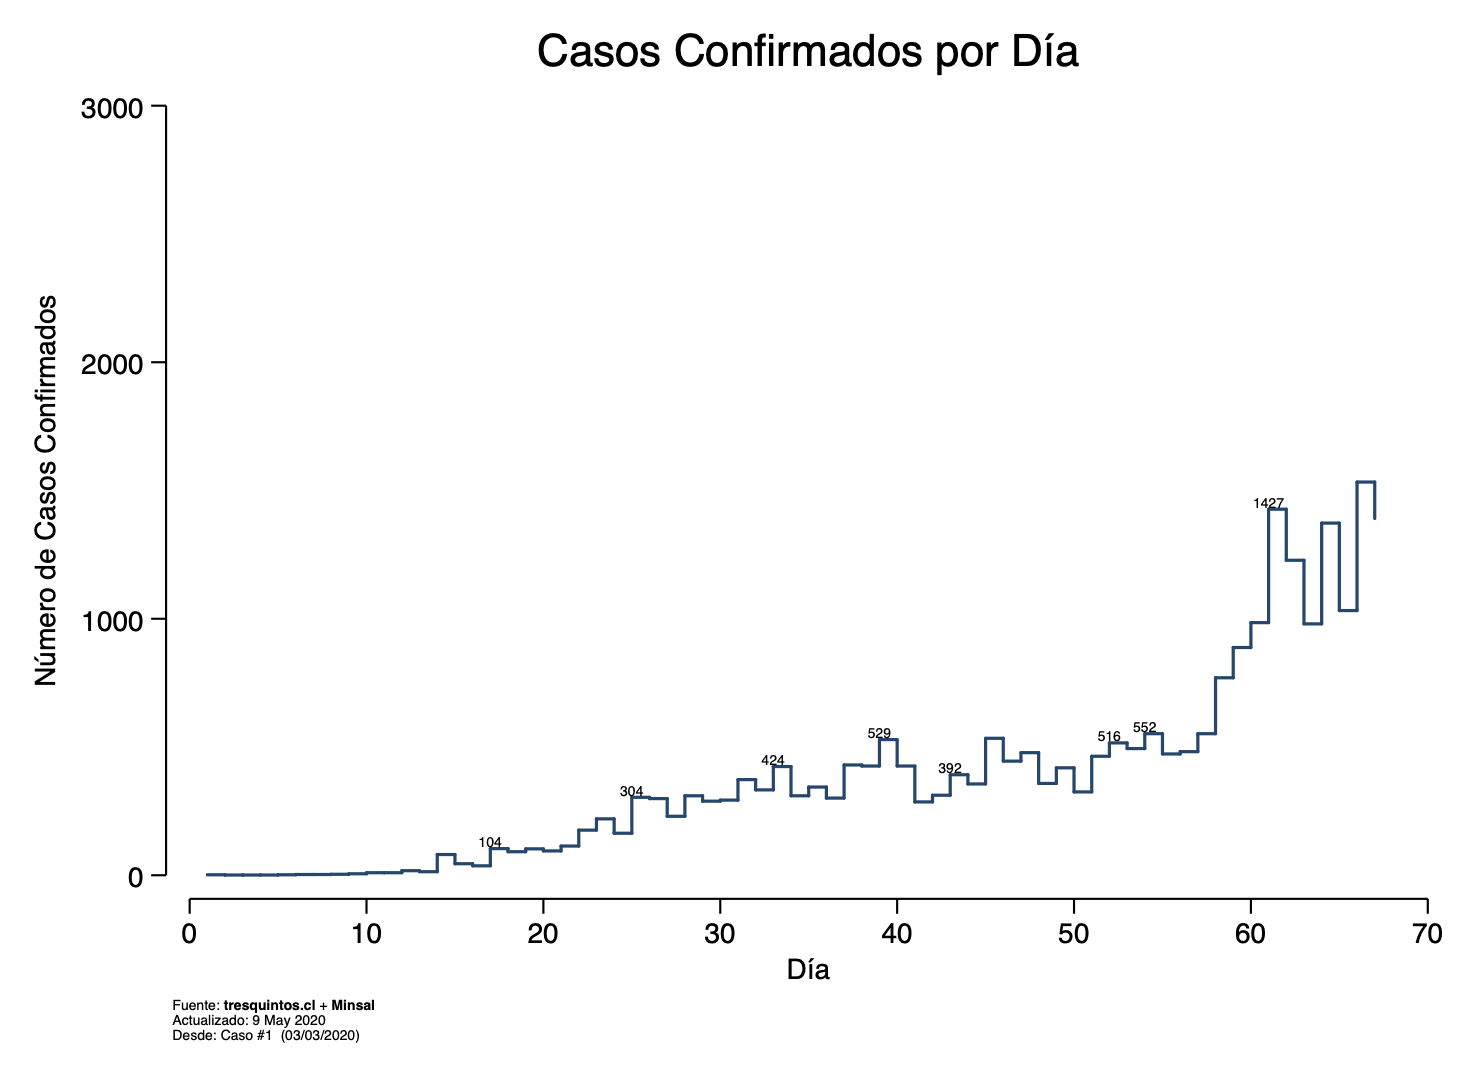 Casos Confirmados por Día
3000
2000
1000
0
Número de Casos Confirmados
1427
529
552
516
424
392
304
104
0 10 20 30 40 50 60 70
Día
Fuente: tresquintos.cl + Minsal
Actualizado: 9 May 2020
Desde: Caso #1 (03/03/2020)